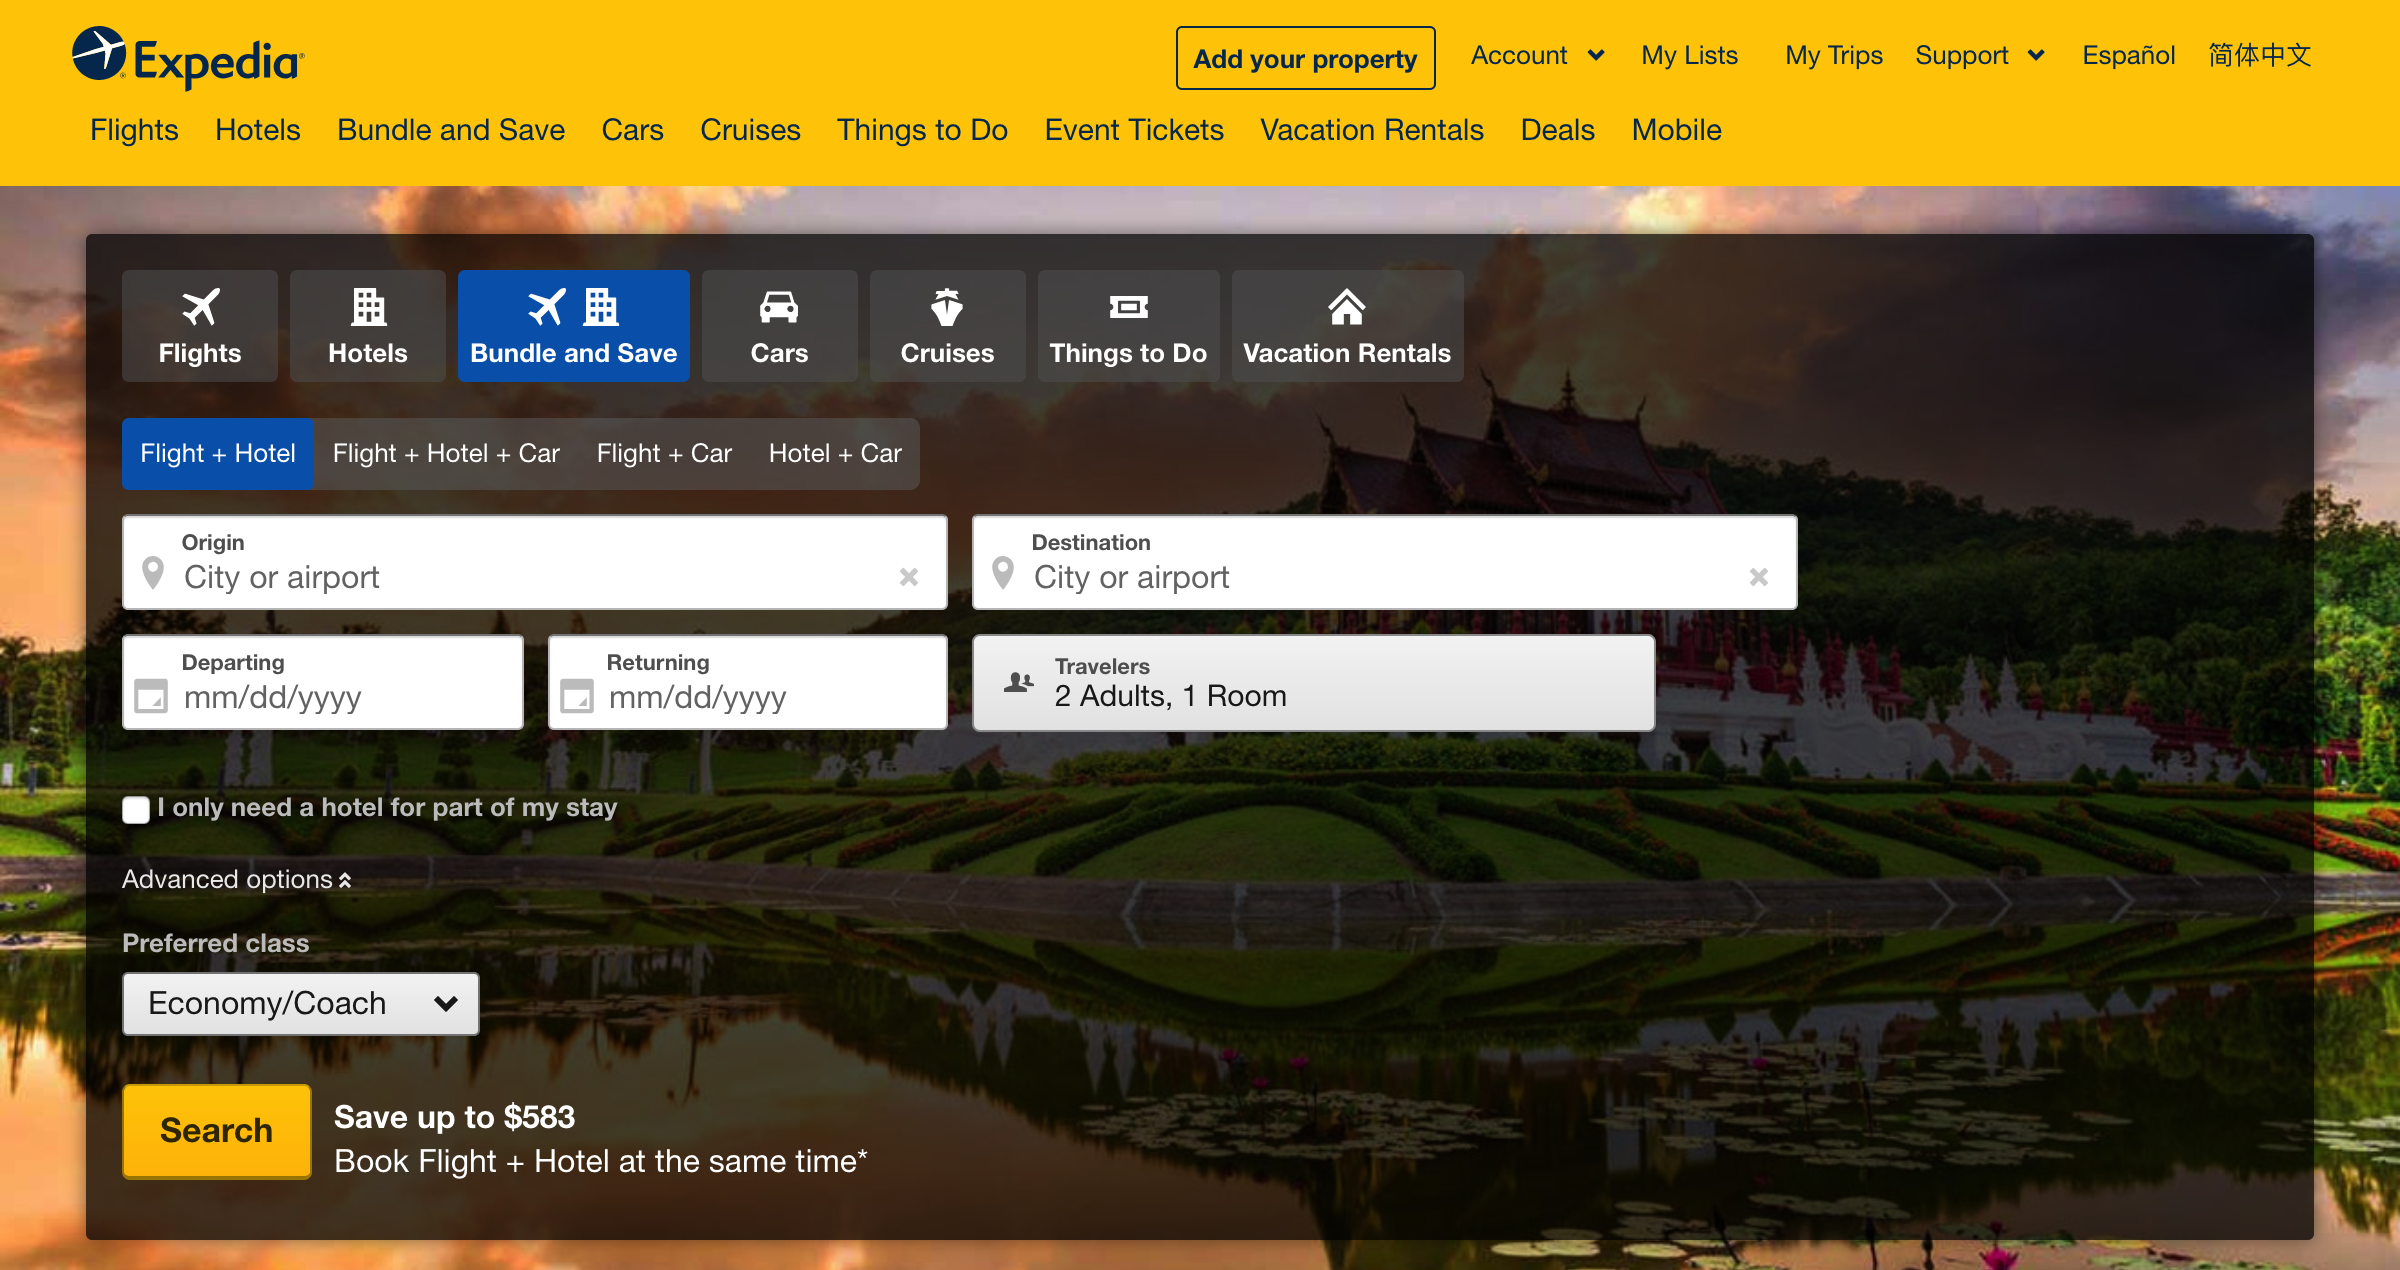 Expedia
Add your property
Account
My Lists
My Trips
Support
Español
简体中文
Flights
Hotels
Bundle and Save
Cars
Cruises
Things to Do
Event Tickets
Vacation Rentals
Deals
Mobile
Flights
Hotels
Bundle and Save
Cars
Cruises
Things to Do
Vacation Rentals
Flight + Hotel
Flight + Hotel + Car
Flight + Car
Hotel + Car
Origin
City or airport
Destination
City or airport
Departing
mm/dd/yyyy
Returning
mm/dd/yyyy
Travelers
2 Adults, 1 Room
I only need a hotel for part of my stay
Advanced options
Preferred class
Economy/Coach
Search
Save up to $583
Book Flight + Hotel at the same time*